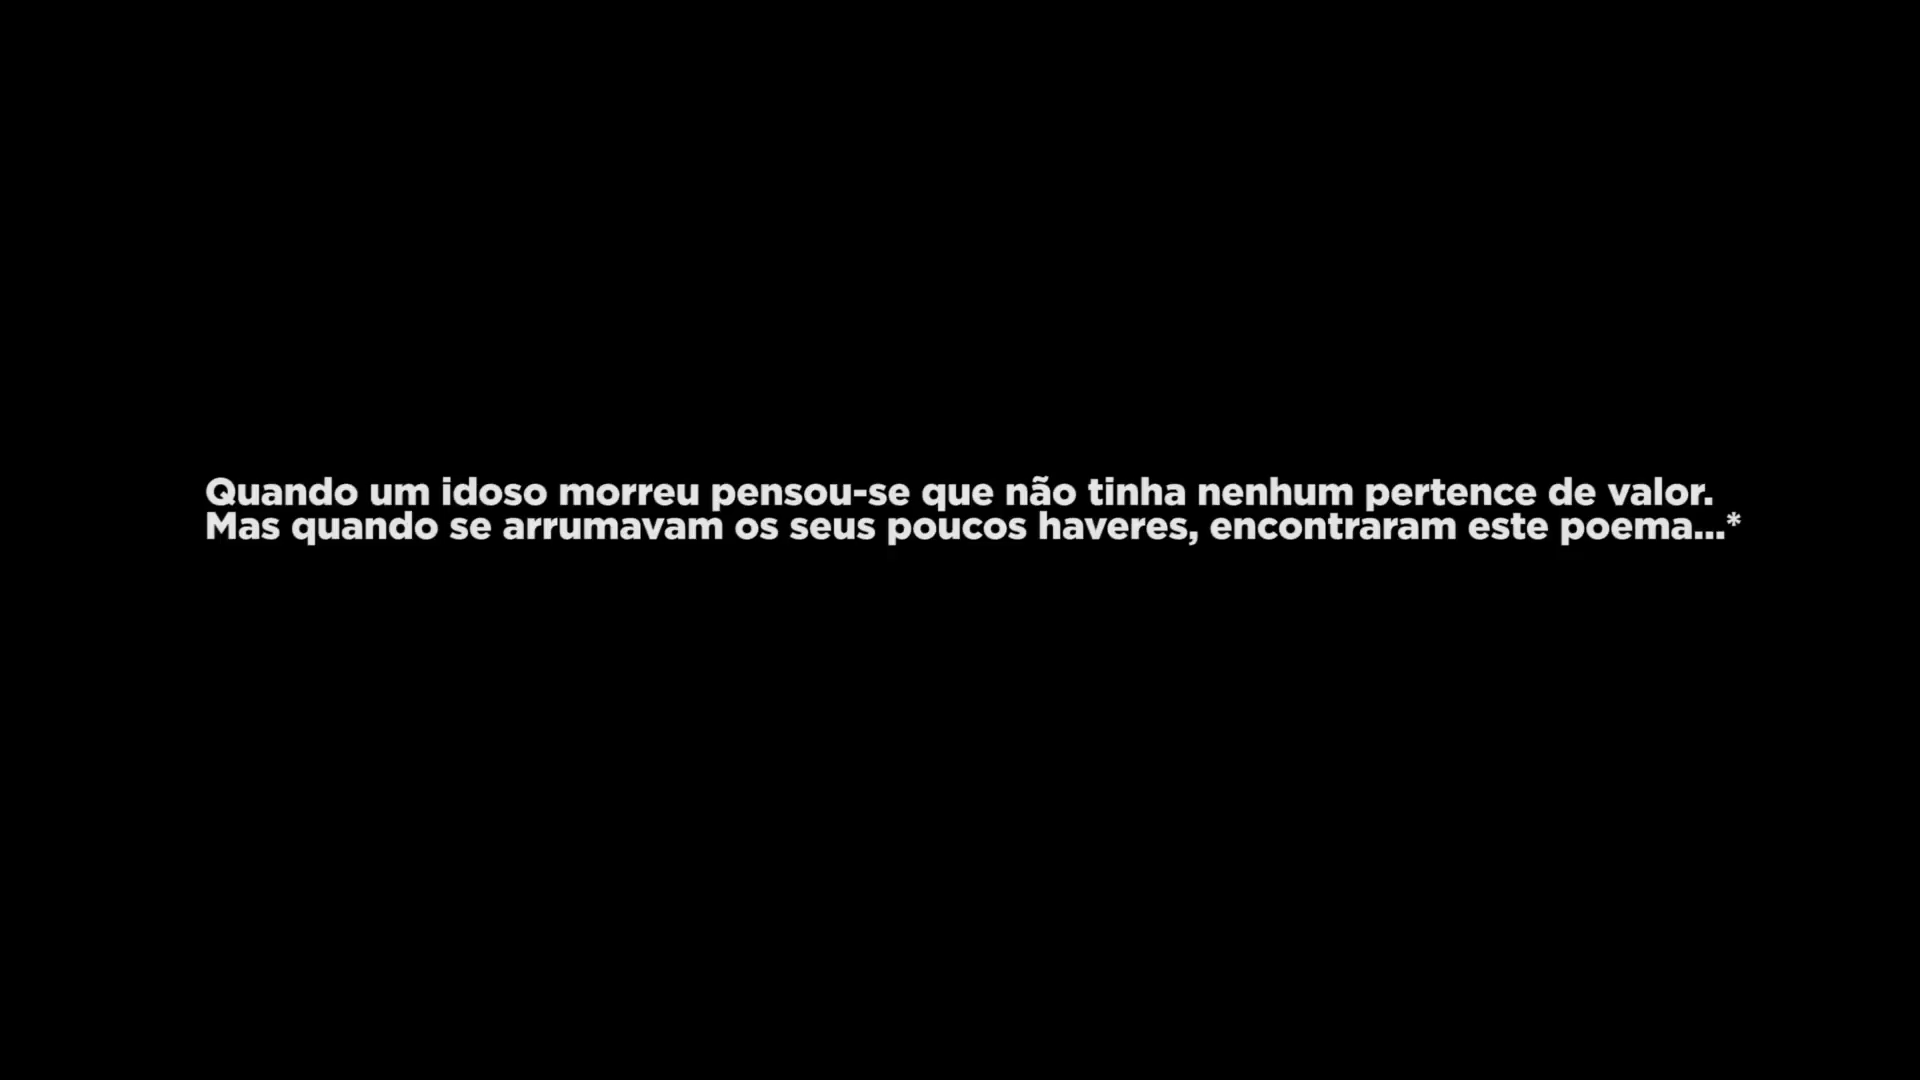 Quando um idoso morreu pensou-se que não tinha nenhum pertence de valor.
Mas quando se arrumavam os seus poucos haveres, encontraram este poema...*